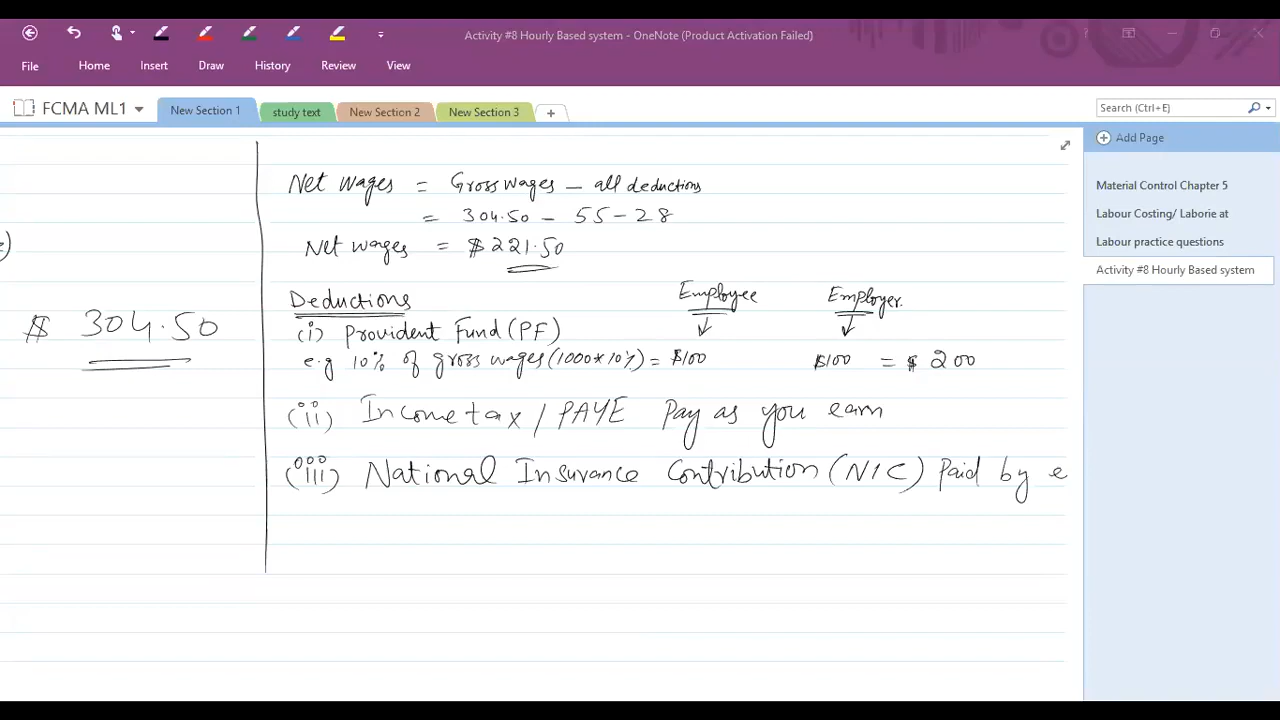 Activity #8 Hourly Based system - OneNote (Product Activation Failed)
File Home Insert Draw History Review View
FCMA ML1 New Section 1 study text New Section 2 New Section 3 +
Search (Ctrl+E)
Add Page
Material Control Chapter 5
Labour Costing/ Laborie at
Labour practice questions
Activity #8 Hourly Based system
$ 304.50
Net wages = Gross wages - all deductions
= 304.50 - 55 - 28
Net wages = $221.50
Deductions Employee Employer
(i) Provident Fund (PF)
e.g 10% of gross wages (1000*10%) = $100 $100 = $200
(ii) Income tax / PAYE Pay as you earn
(iii) National Insurance Contribution (NIC) Paid by e